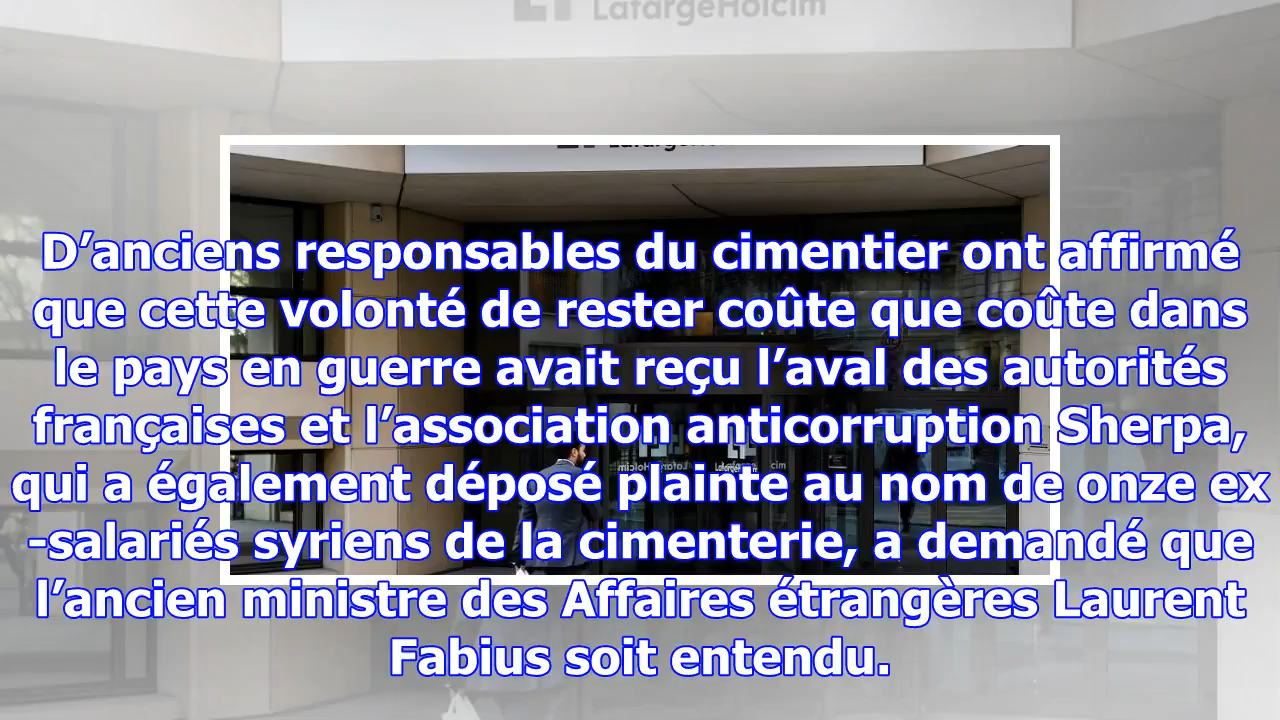 LafargeHolcim
D’anciens responsables du cimentier ont affirmé
que cette volonté de rester coûte que coûte dans
le pays en guerre avait reçu l’aval des autorités
françaises et l’association anticorruption Sherpa,
qui a également déposé plainte au nom de onze ex
-salariés syriens de la cimenterie, a demandé que
l’ancien ministre des Affaires étrangères Laurent
Fabius soit entendu.